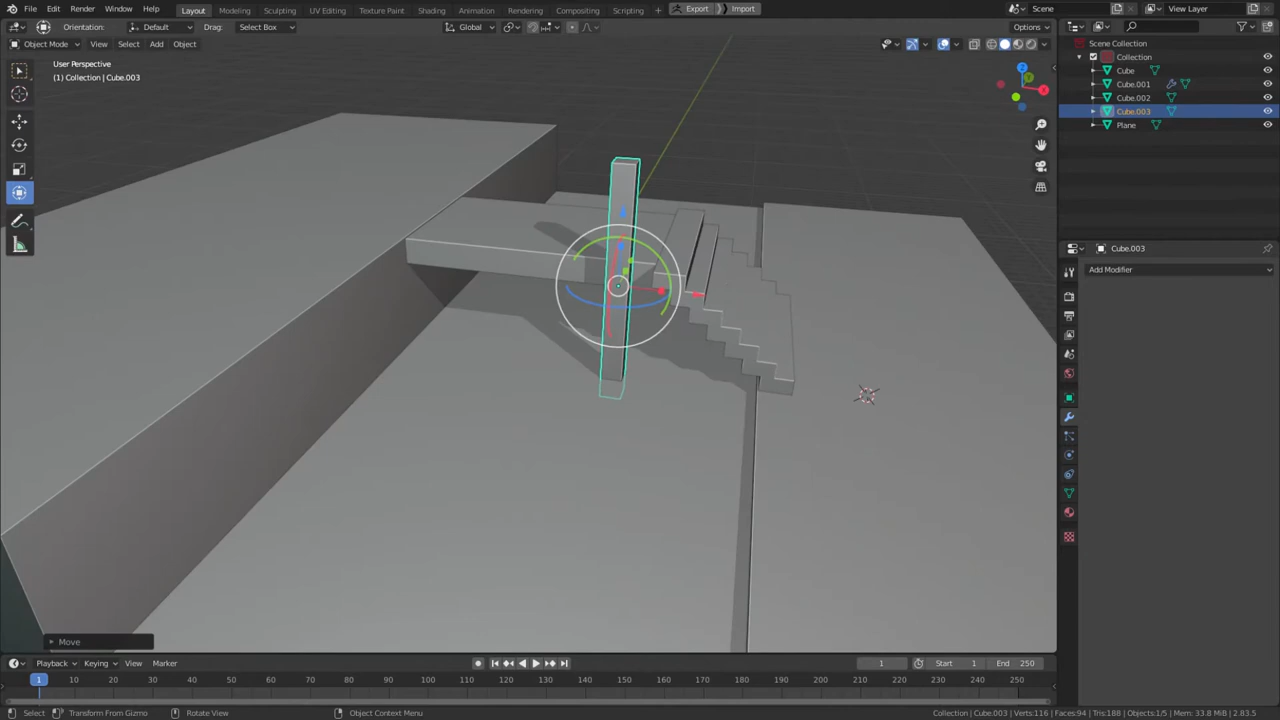 File Edit Render Window Help Layout Modeling Sculpting UV Editing Texture Paint Shading Animation Rendering Compositing Scripting + Export Import Scene View Layer
Orientation: Default Drag: Select Box Global Options
Object Mode View Select Add Object
User Perspective
(1) Collection | Cube.003
Z
Y
X
Scene Collection
Collection
Cube
Cube.001
Cube.002
Cube.003
Plane
Cube.003
Add Modifier
Move
Playback Keying View Marker 1 Start 1 End 250
1 10 20 30 40 50 60 70 80 90 100 110 120 130 140 150 160 170 180 190 200 210 220 230 240 250
Select Transform From Gizmo Rotate View Object Context Menu Collection | Cube.003 | Verts:116 | Faces:94 | Tris:188 | Objects:1/5 | Mem: 33.8 MiB | 2.83.5